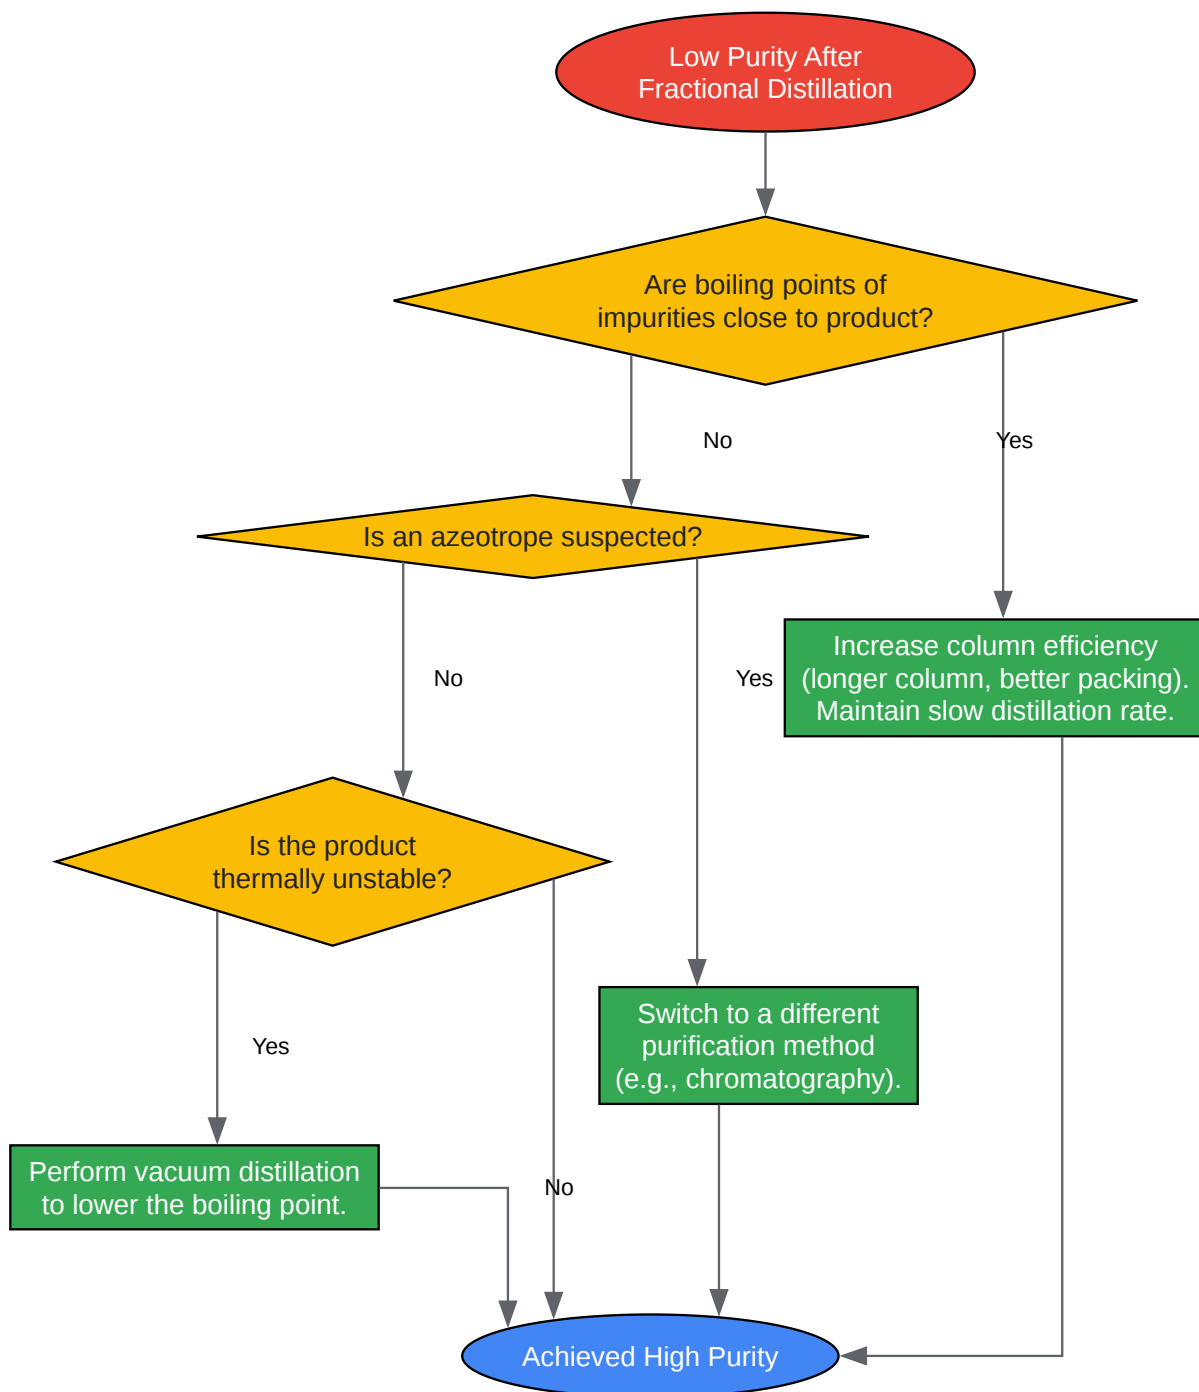 Low Purity After
Fractional Distillation
Are boiling points of
impurities close to product?
No
Yes
Is an azeotrope suspected?
Increase column efficiency
(longer column, better packing).
Maintain slow distillation rate.
No
Yes
Is the product
thermally unstable?
Switch to a different
purification method
(e.g., chromatography).
Yes
Perform vacuum distillation
to lower the boiling point.
No
Achieved High Purity